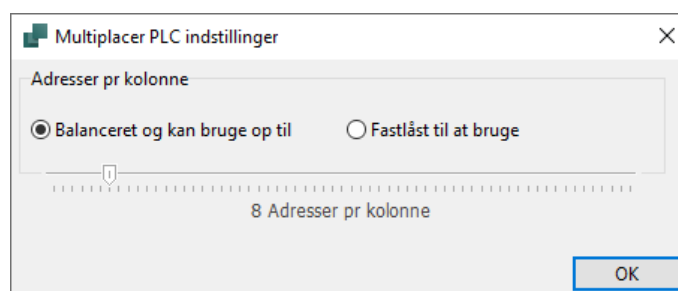 Multiplacer PLC indstillinger
Adresser pr kolonne
Balanceret og kan bruge op til
Fastlåst til at bruge
8 Adresser pr kolonne
OK